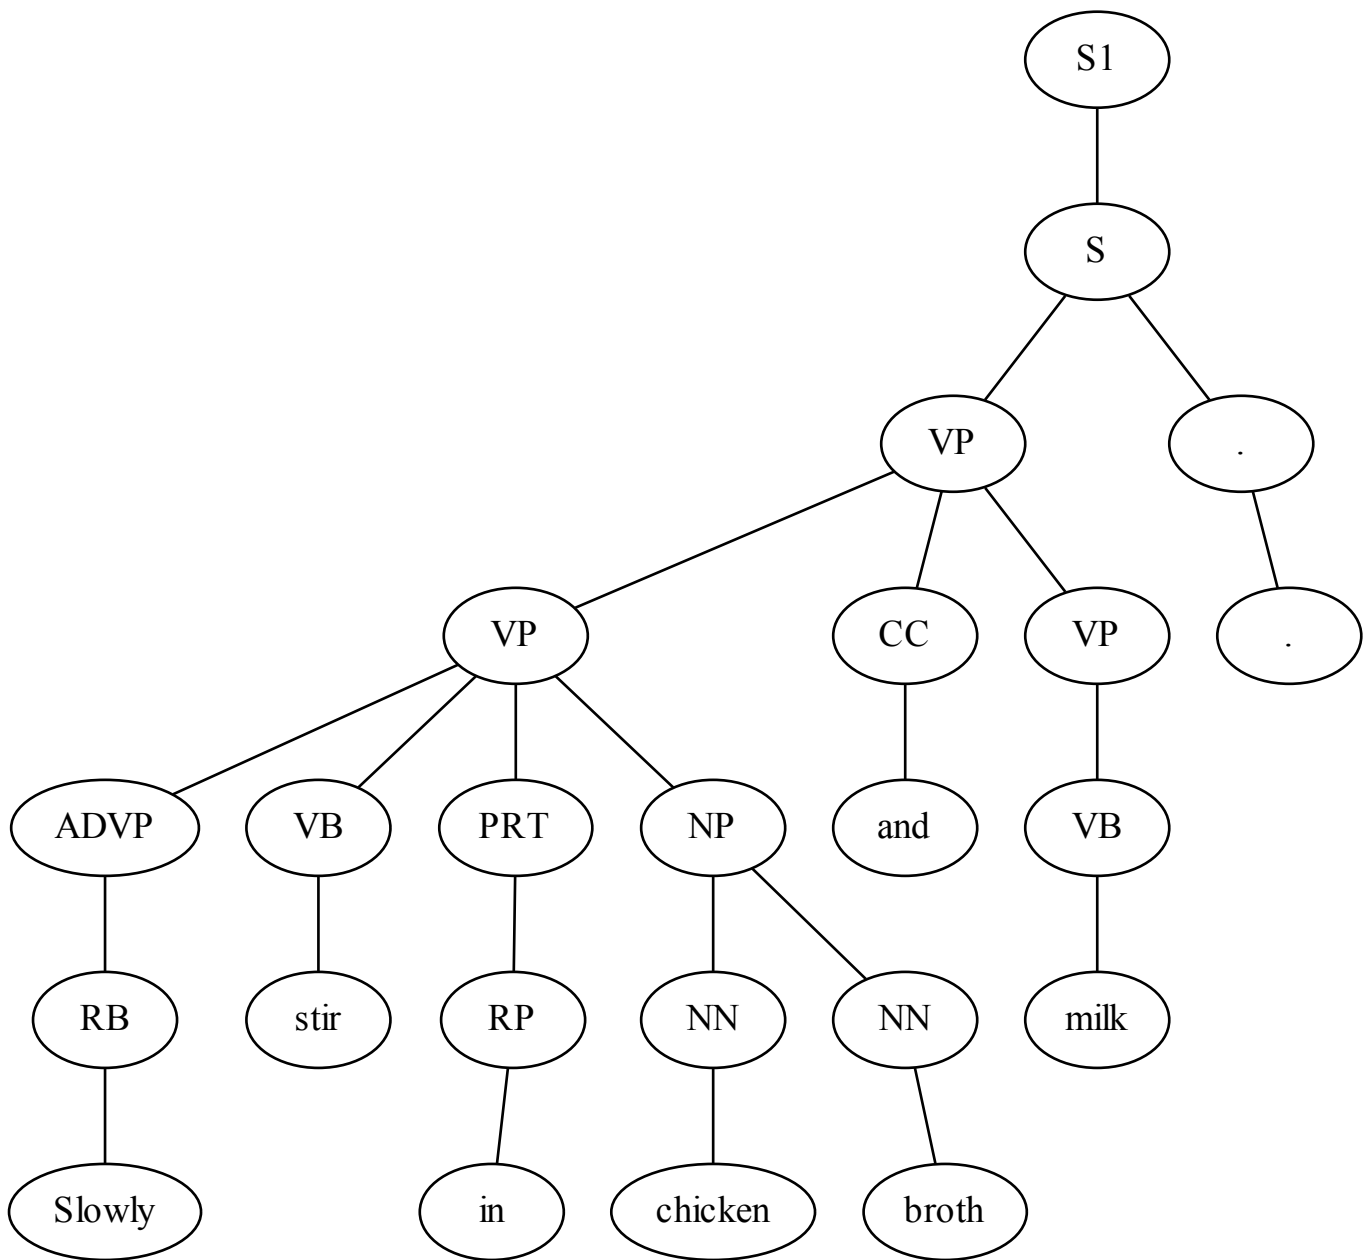 S1
S
VP .
VP CC VP .
ADVP VB PRT NP and VB
RB stir RP NN NN milk
Slowly in chicken broth